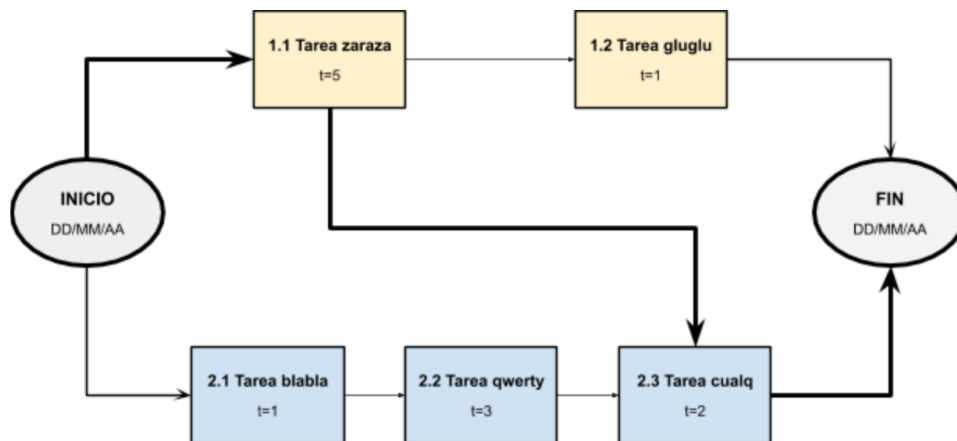 1.1 Tarea zaraza
t=5
1.2 Tarea gluglu
t=1
INICIO
DD/MM/AA
FIN
DD/MM/AA
2.1 Tarea blabla
t=1
2.2 Tarea qwerty
t=3
2.3 Tarea cualq
t=2